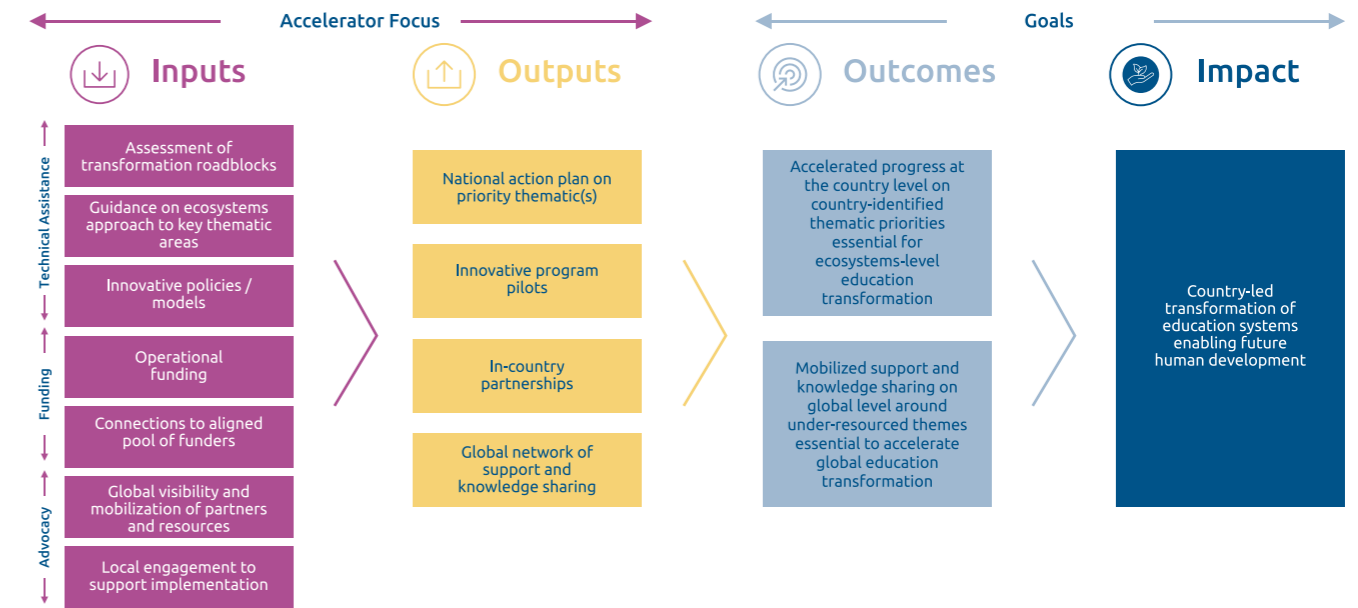 Accelerator Focus
Goals
Inputs
Outputs
Outcomes
Impact
Technical Assistance
Assessment of
transformation roadblocks
Guidance on ecosystems
approach to key thematic
areas
Innovative policies /
models
Funding
Operational
funding
Connections to aligned
pool of funders
Advocacy
Global visibility and
mobilization of partners
and resources
Local engagement to
support implementation
National action plan on
priority thematic(s)
Innovative program
pilots
In-country
partnerships
Global network of
support and
knowledge sharing
Accelerated progress at
the country level on
country-identified
thematic priorities
essential for
ecosystems-level
education
transformation
Mobilized support and
knowledge sharing on
global level around
under-resourced themes
essential to accelerate
global education
transformation
Country-led
transformation of
education systems
enabling future
human development